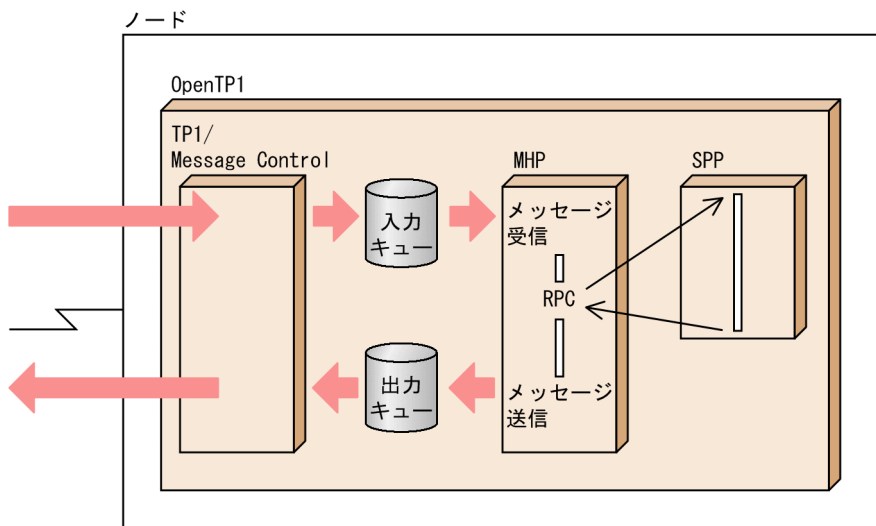 ノード
OpenTP1
TP1/
Message Control
MHP
SPP
入力
キュー
メッセージ
受信
RPC
出力
キュー
メッセージ
送信